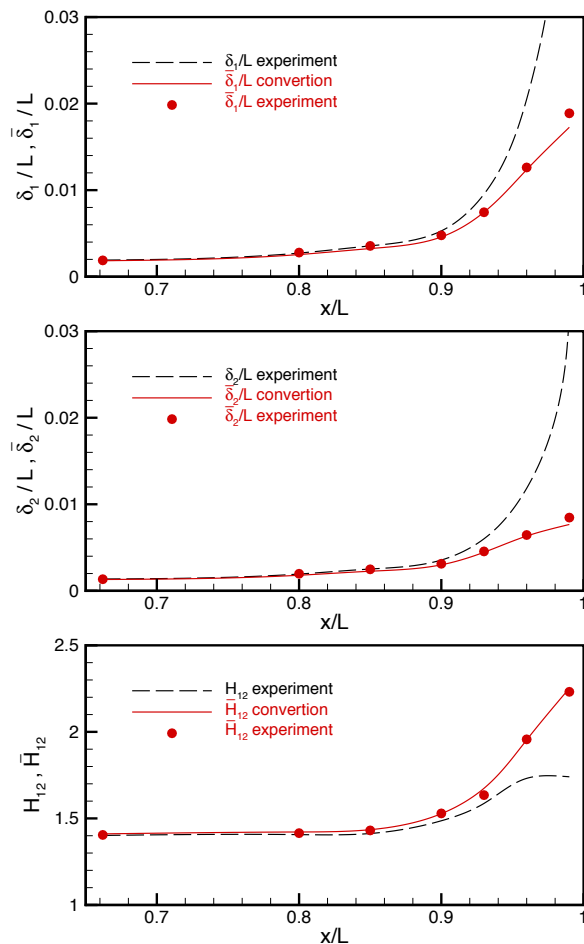 0.03
0.02
0.01
0
δ₁/L, δ̄₁/L
δ₁/L experiment
δ̄₁/L convertion
δ̄₁/L experiment
0.7 0.8 0.9 1
x/L
0.03
0.02
0.01
0
δ₂/L, δ̄₂/L
δ₂/L experiment
δ̄₂/L convertion
δ̄₂/L experiment
0.7 0.8 0.9 1
x/L
2.5
2
1.5
1
H₁₂, H̄₁₂
H₁₂ experiment
H̄₁₂ convertion
H̄₁₂ experiment
0.7 0.8 0.9 1
x/L